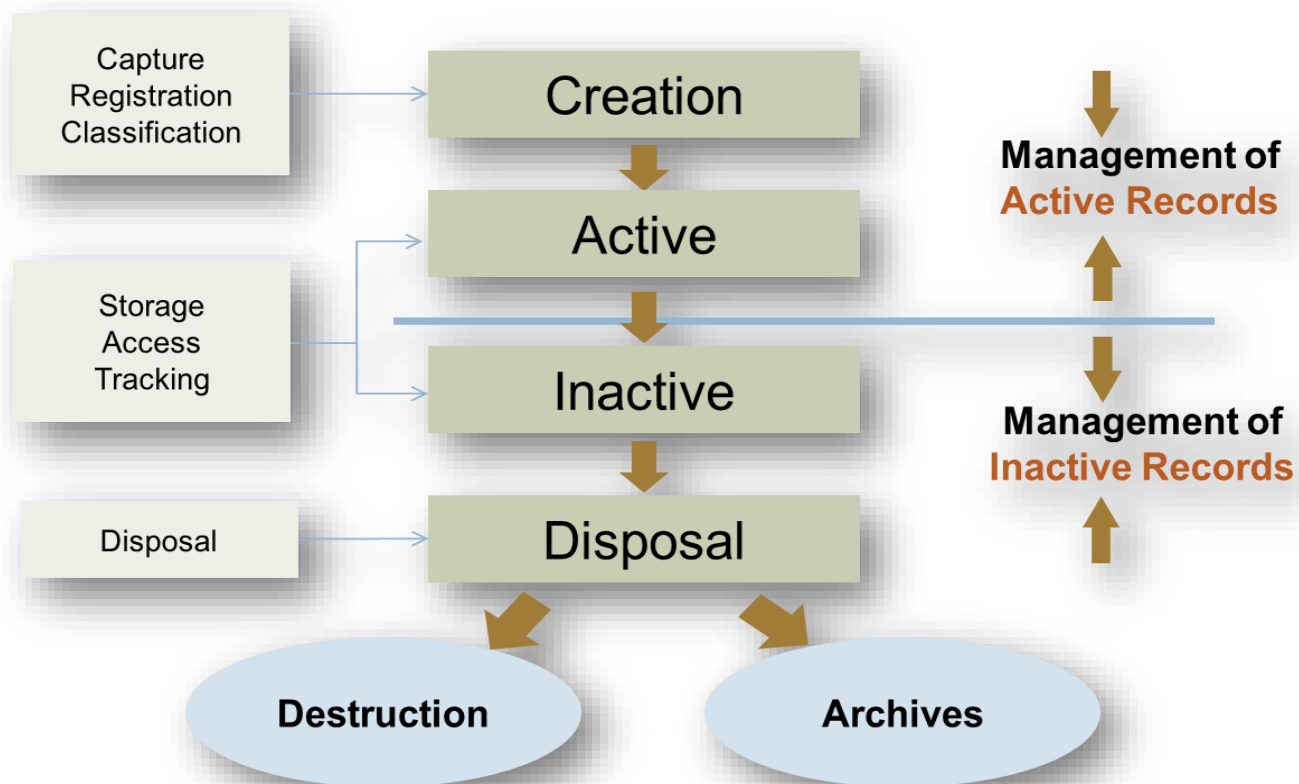 Capture
Registration
Classification
Creation
Management of
Active Records
Active
Storage
Access
Tracking
Inactive
Management of
Inactive Records
Disposal
Disposal
Destruction
Archives